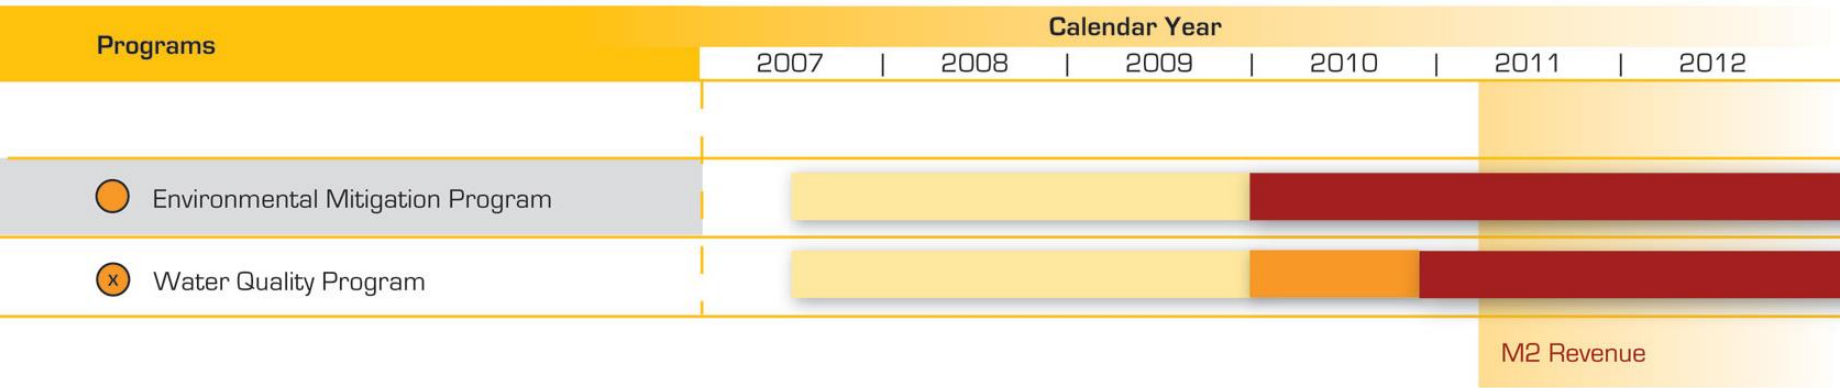 Calendar Year
Programs
2007 | 2008 | 2009 | 2010 | 2011 | 2012
Environmental Mitigation Program
x Water Quality Program
M2 Revenue